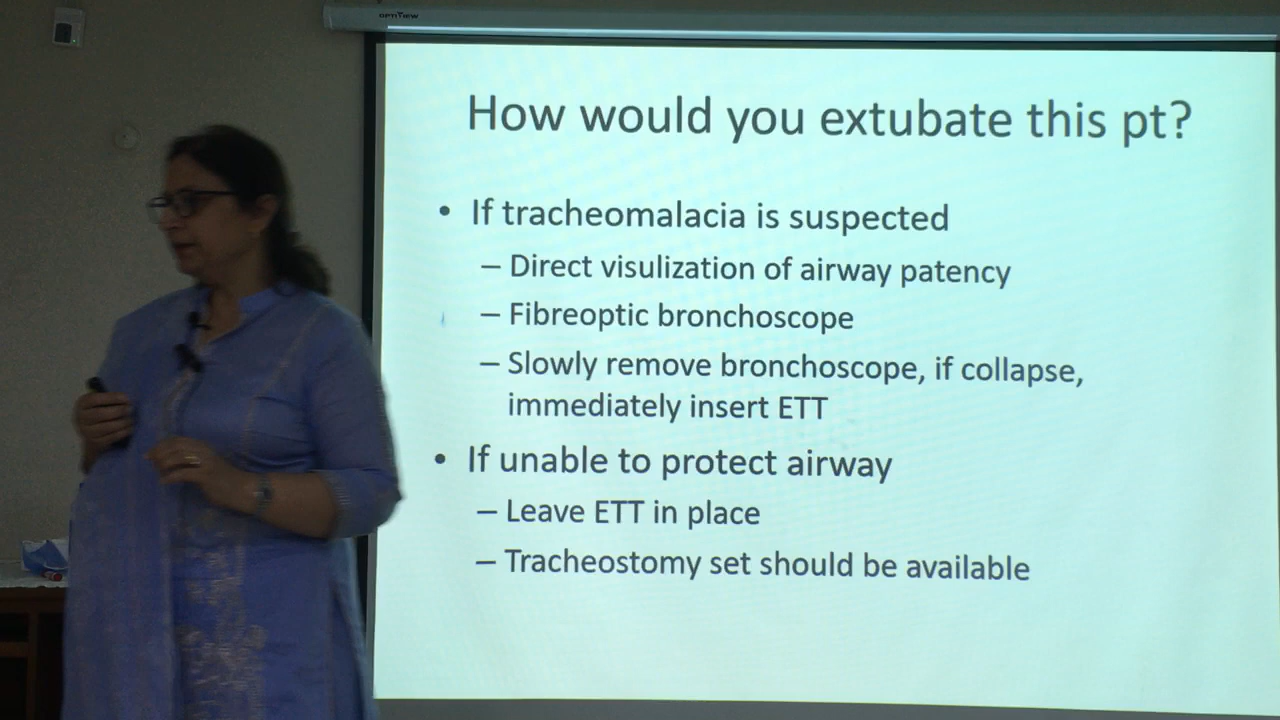 OPTIVIEW
How would you extubate this pt?
• If tracheomalacia is suspected
– Direct visulization of airway patency
– Fibreoptic bronchoscope
– Slowly remove bronchoscope, if collapse,
immediately insert ETT
• If unable to protect airway
– Leave ETT in place
– Tracheostomy set should be available